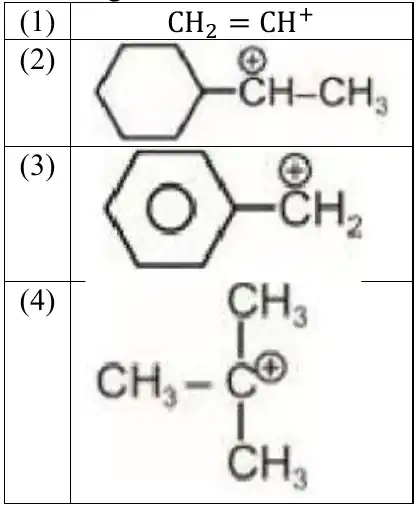 (1) CH₂ = CH⁺
(2) ⊕
CH–CH₃
(3) ⊕
CH₂
(4) CH₃
CH₃– C⊕
CH₃